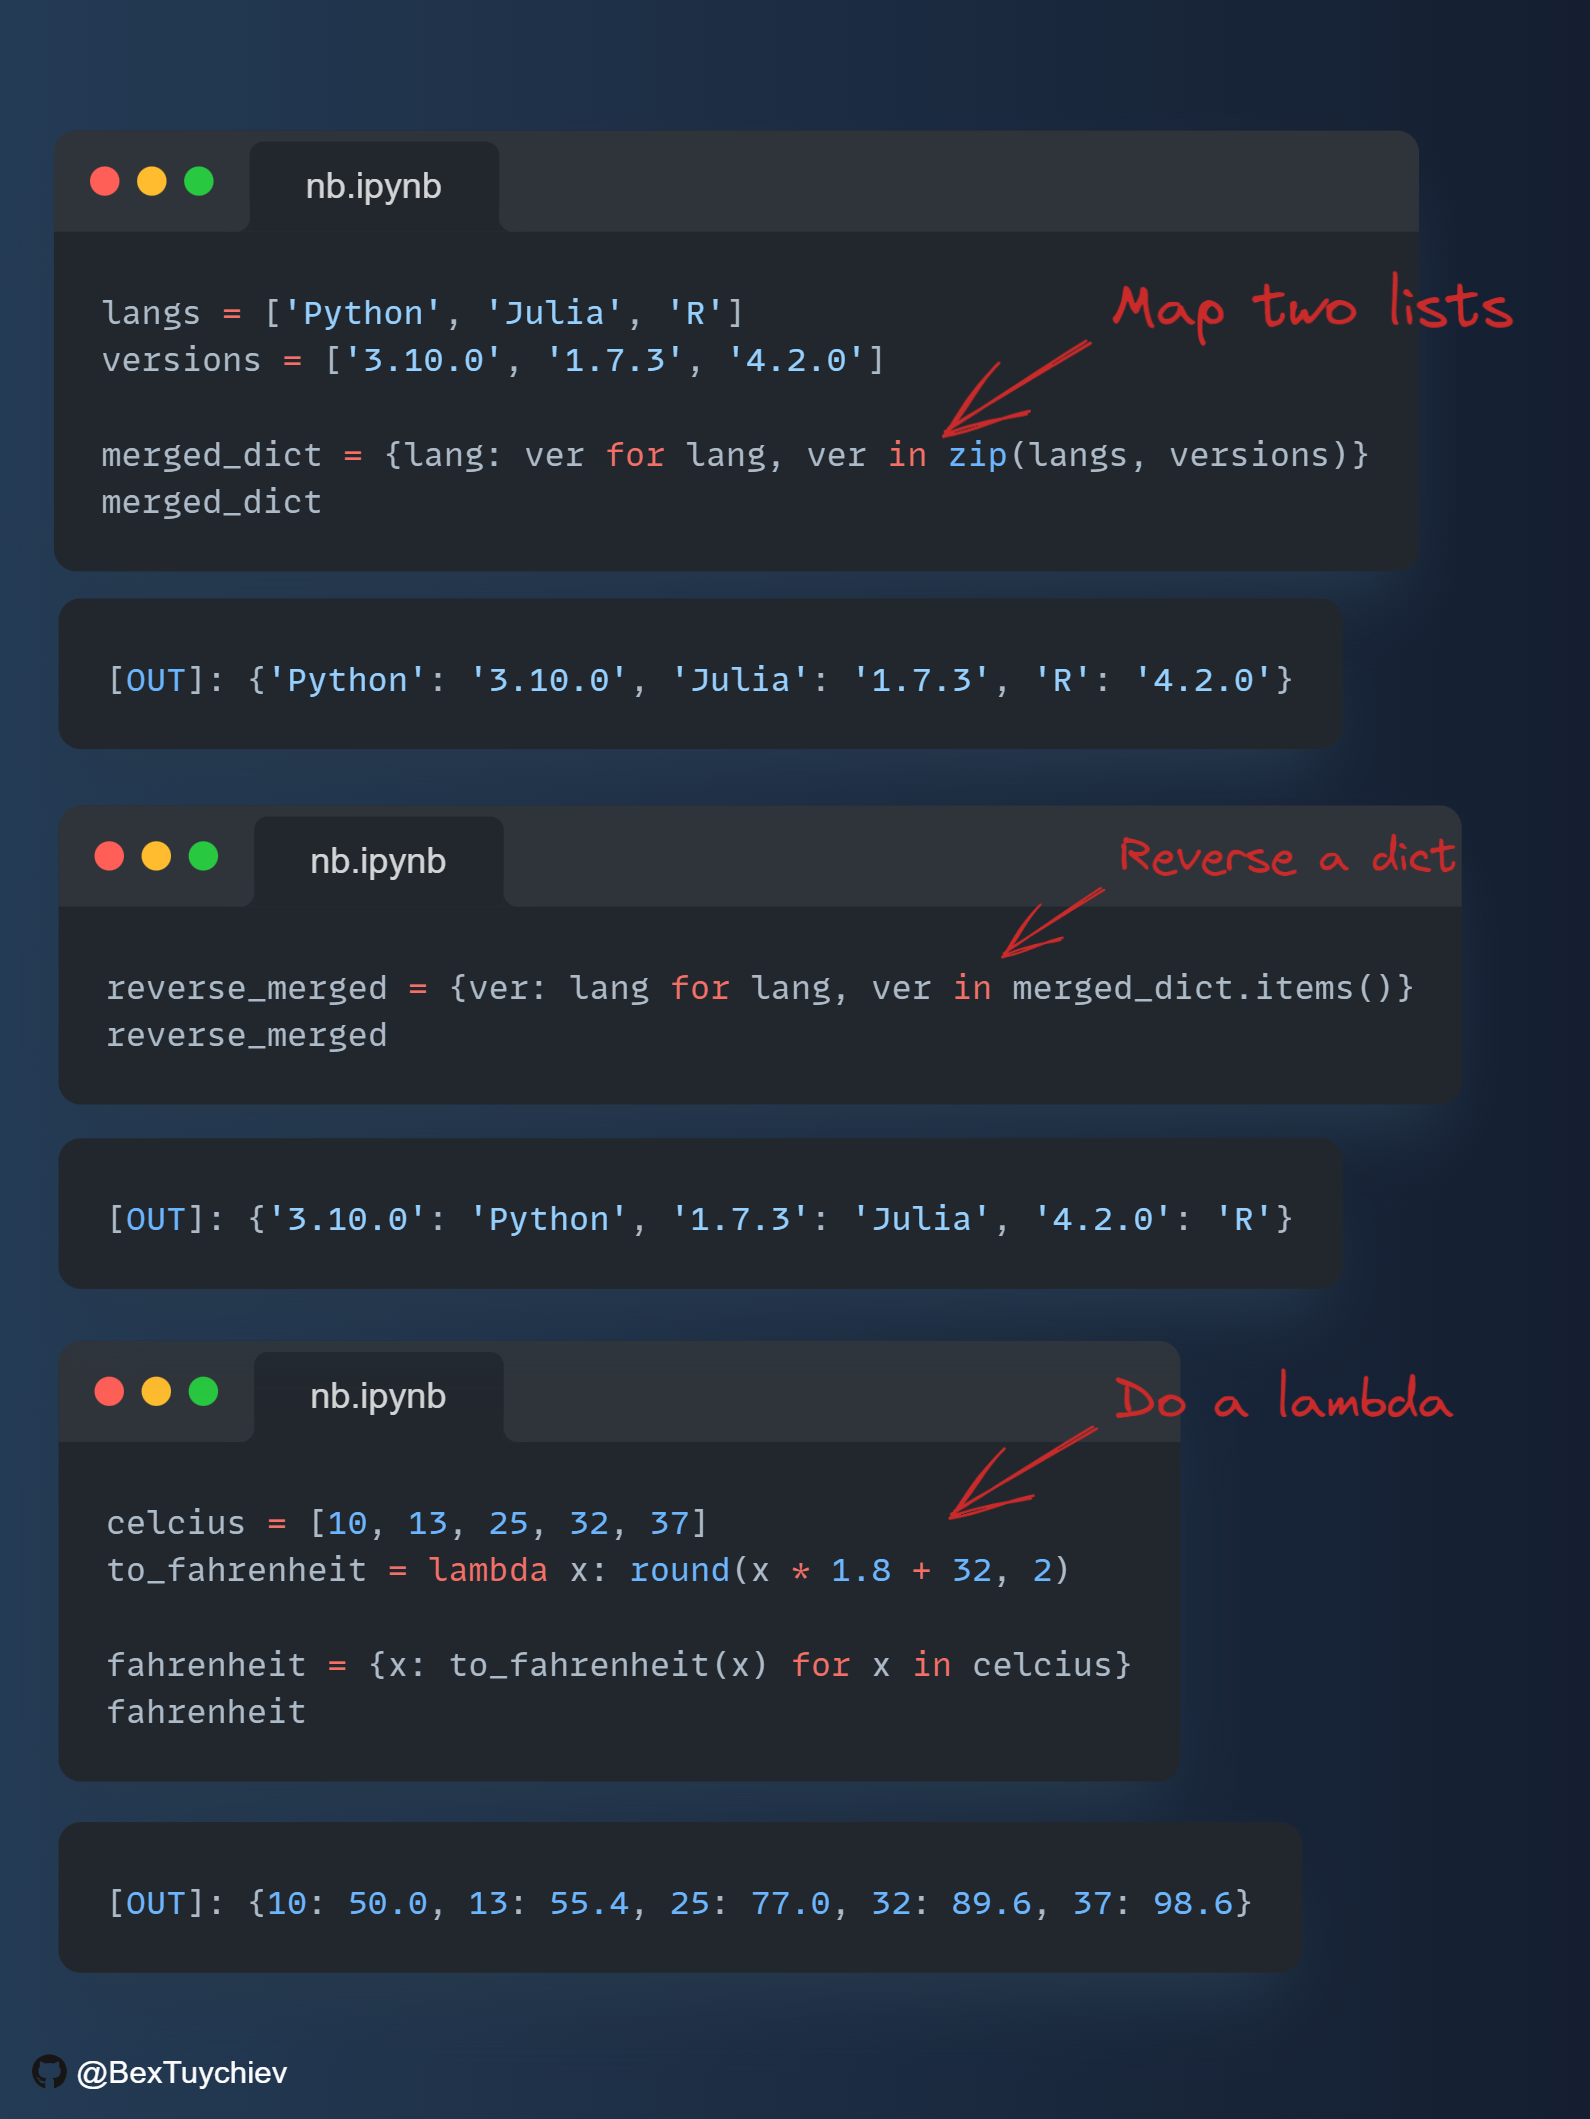 nb.ipynb
Map two lists
langs = ['Python', 'Julia', 'R']
versions = ['3.10.0', '1.7.3', '4.2.0']
merged_dict = {lang: ver for lang, ver in zip(langs, versions)}
merged_dict
[OUT]: {'Python': '3.10.0', 'Julia': '1.7.3', 'R': '4.2.0'}
nb.ipynb
Reverse a dict
reverse_merged = {ver: lang for lang, ver in merged_dict.items()}
reverse_merged
[OUT]: {'3.10.0': 'Python', '1.7.3': 'Julia', '4.2.0': 'R'}
nb.ipynb
Do a lambda
celcius = [10, 13, 25, 32, 37]
to_fahrenheit = lambda x: round(x * 1.8 + 32, 2)
fahrenheit = {x: to_fahrenheit(x) for x in celcius}
fahrenheit
[OUT]: {10: 50.0, 13: 55.4, 25: 77.0, 32: 89.6, 37: 98.6}
@BexTuychiev